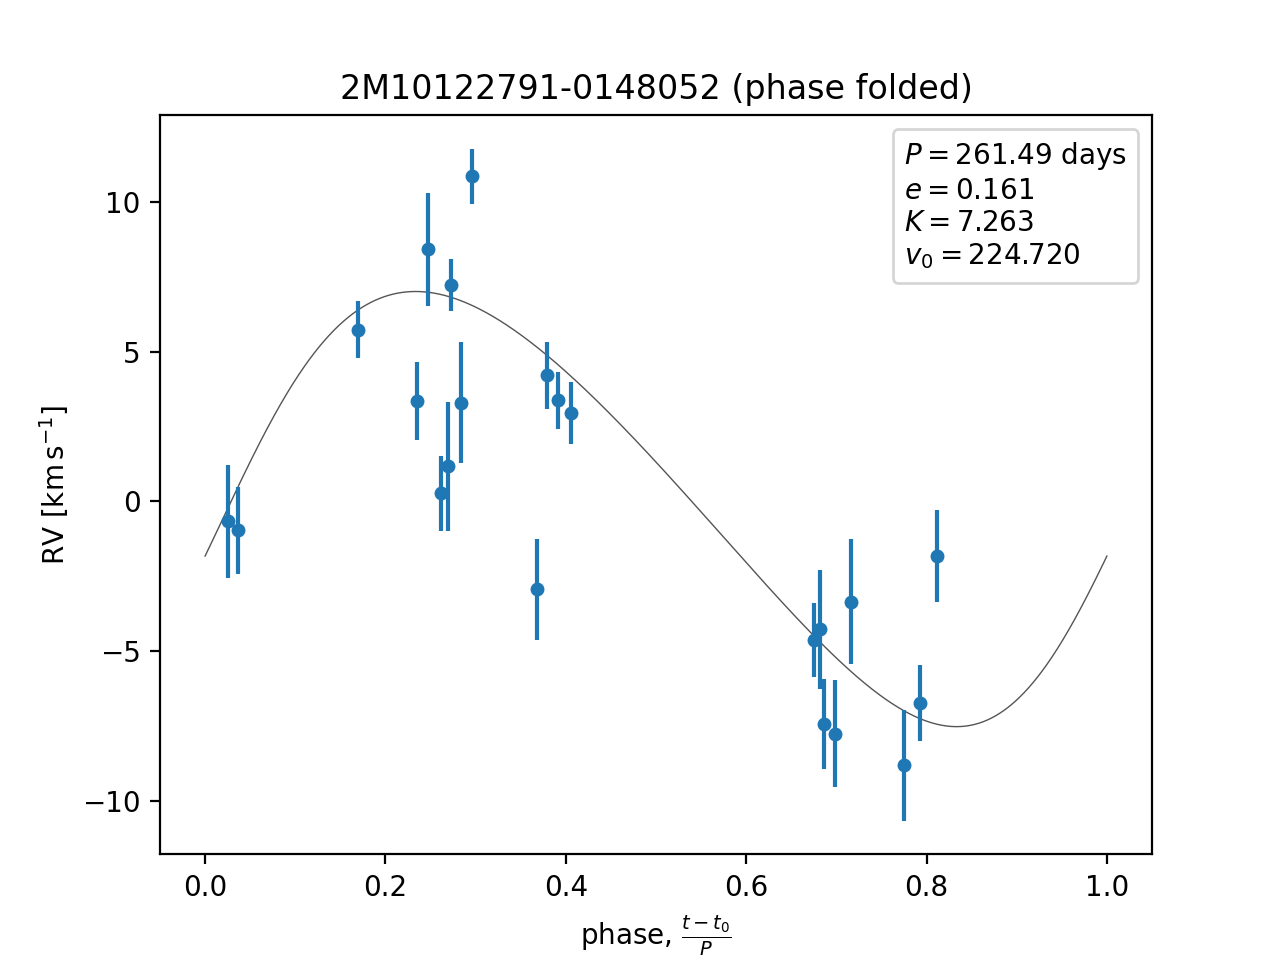 2M10122791-0148052 (phase folded)
P = 261.49 days
e = 0.161
K = 7.263
v₀ = 224.720
10
5
0
−5
−10
RV [km s⁻¹]
0.0 0.2 0.4 0.6 0.8 1.0
phase, (t − t₀)/P